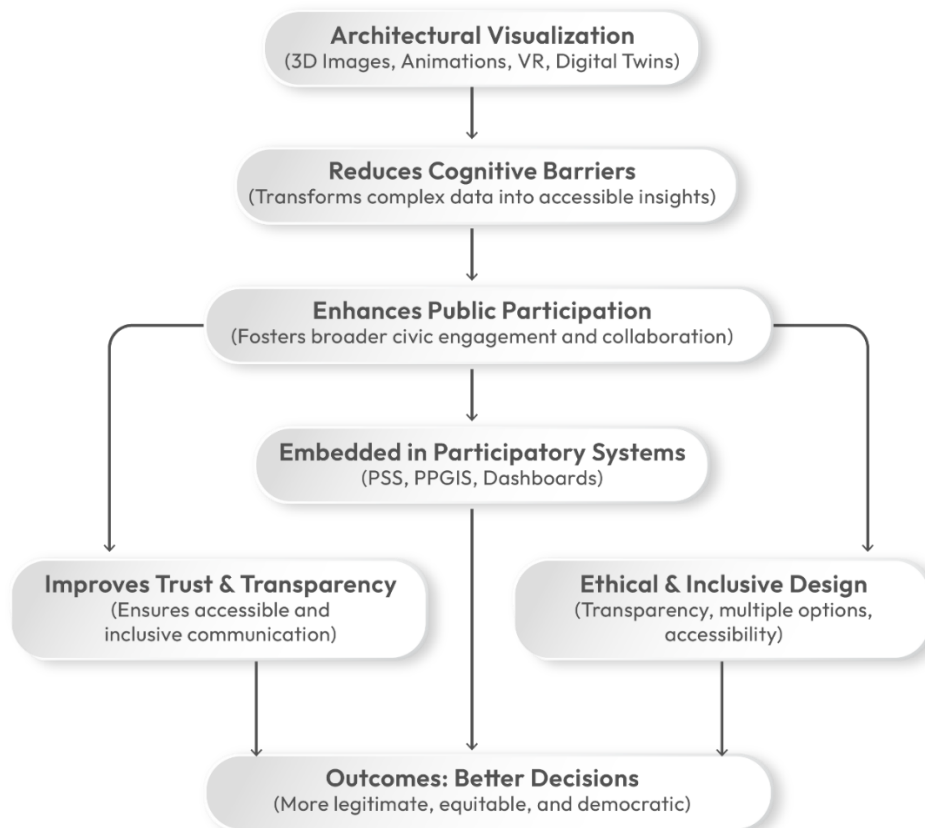 Architectural Visualization
(3D Images, Animations, VR, Digital Twins)
Reduces Cognitive Barriers
(Transforms complex data into accessible insights)
Enhances Public Participation
(Fosters broader civic engagement and collaboration)
Embedded in Participatory Systems
(PSS, PPGIS, Dashboards)
Improves Trust & Transparency
(Ensures accessible and
inclusive communication)
Ethical & Inclusive Design
(Transparency, multiple options,
accessibility)
Outcomes: Better Decisions
(More legitimate, equitable, and democratic)